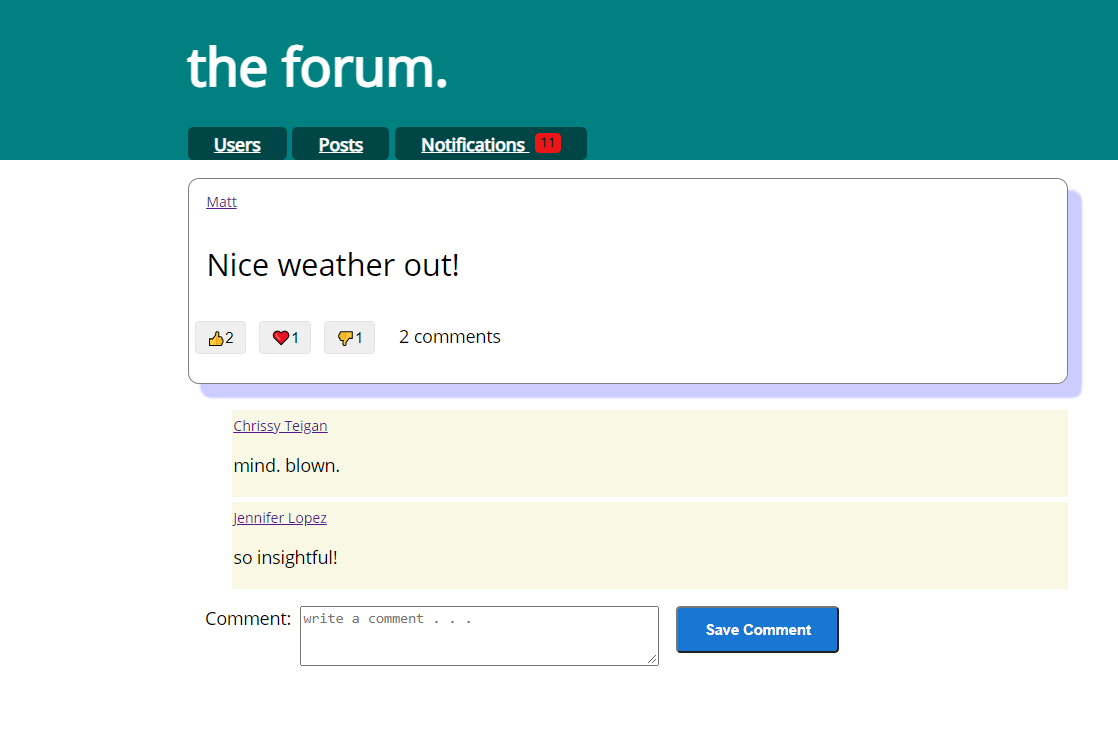 the forum.
Users Posts Notifications 11
Matt
Nice weather out!
👍2 ❤️1 👎1 2 comments
Chrissy Teigan
mind. blown.
Jennifer Lopez
so insightful!
Comment: write a comment . . . Save Comment